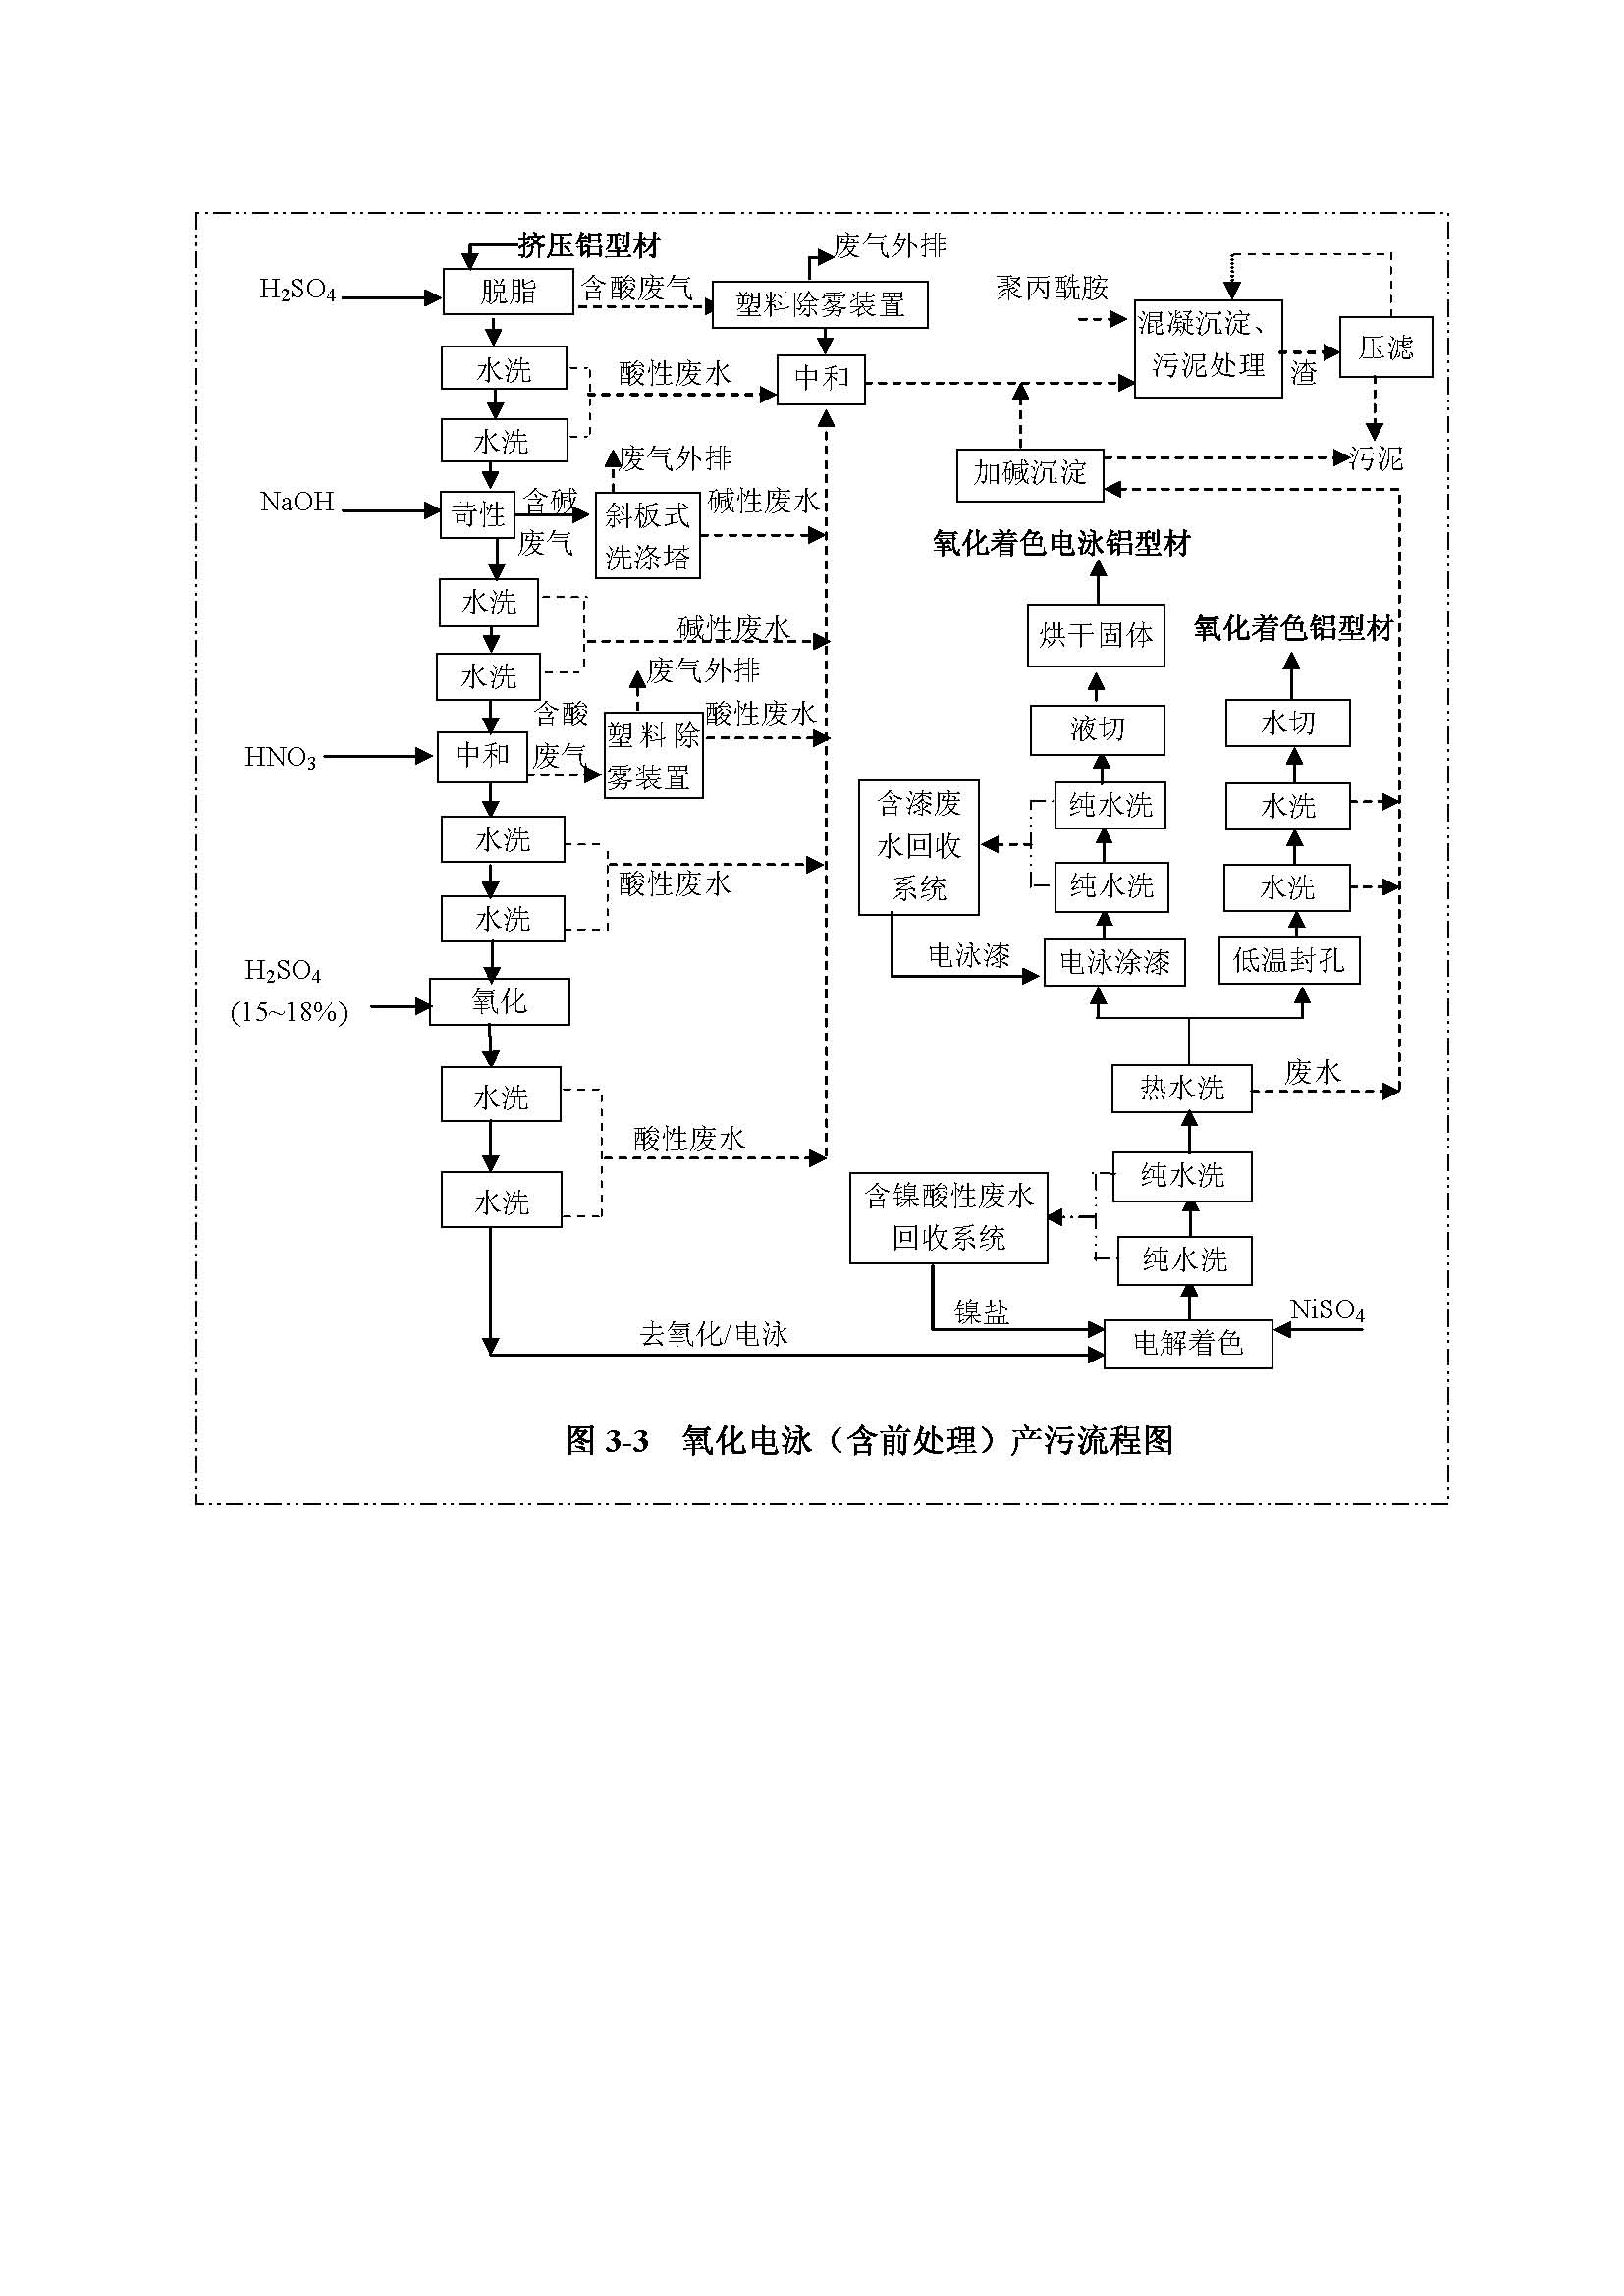 挤压铝型材
废气外排
H₂SO₄
脱脂
含酸废气
塑料除雾装置
聚丙酰胺
混凝沉淀、
污泥处理
渣
压滤
水洗
酸性废水
中和
水洗
废气外排
加碱沉淀
污泥
NaOH
苛性
含碱
废气
斜板式
洗涤塔
碱性废水
氧化着色电泳铝型材
水洗
碱性废水
烘干固体
氧化着色铝型材
水洗
废气外排
含酸
废气
塑料除
雾装置
酸性废水
液切
水切
HNO₃
中和
含漆废
水回收
系统
纯水洗
水洗
水洗
酸性废水
纯水洗
水洗
水洗
电泳漆
电泳涂漆
低温封孔
H₂SO₄
(15~18%)
氧化
水洗
热水洗
废水
酸性废水
水洗
含镍酸性废水
回收系统
纯水洗
纯水洗
镍盐
NiSO₄
去氧化/电泳
电解着色
图 3-3 氧化电泳（含前处理）产污流程图